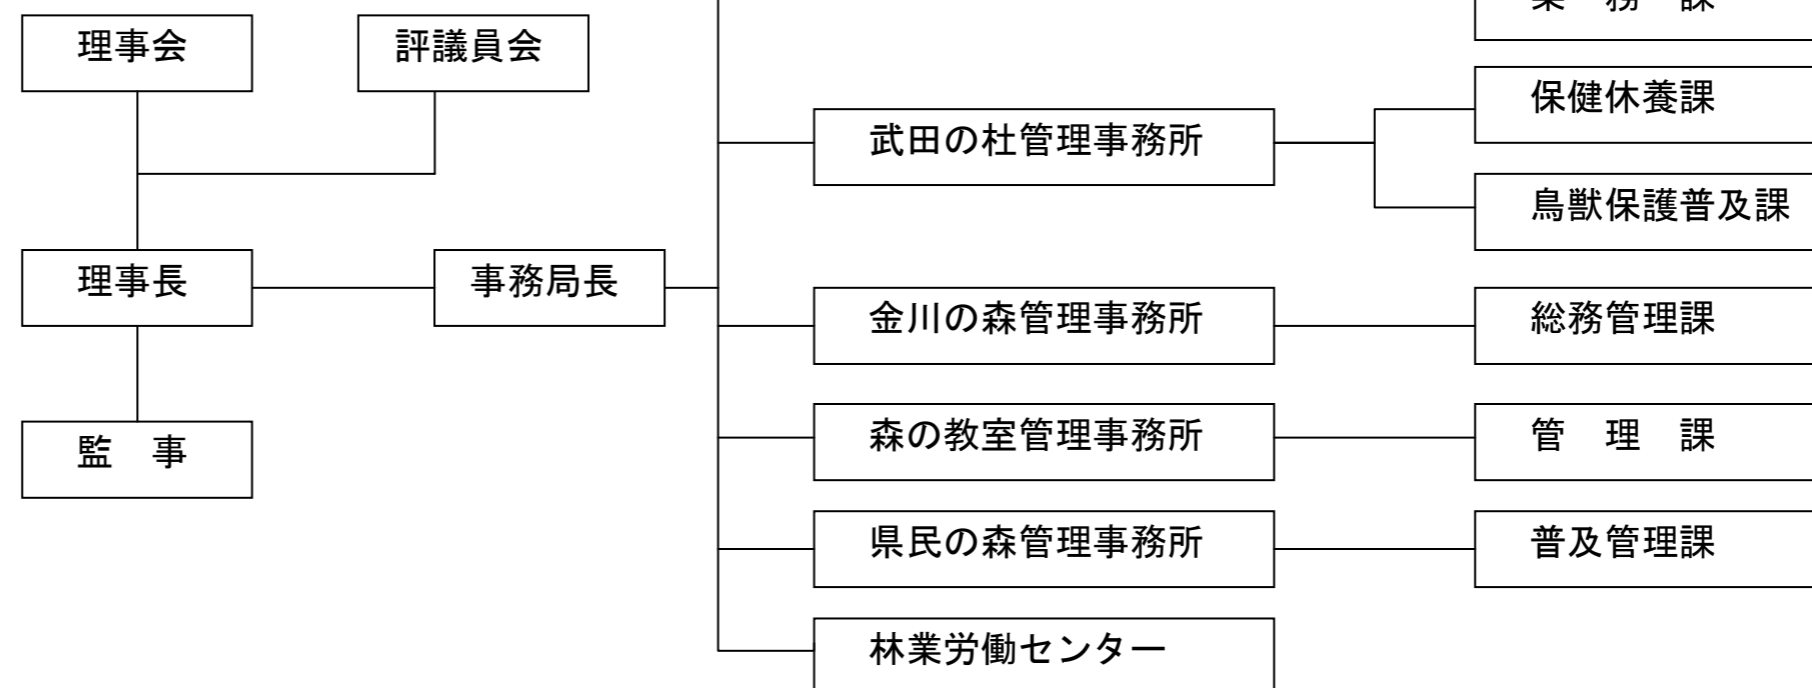 理事会
評議員会
理事長
事務局長
監　事
武田の杜管理事務所
保健休養課
鳥獣保護普及課
金川の森管理事務所
総務管理課
森の教室管理事務所
管　理　課
県民の森管理事務所
普及管理課
林業労働センター